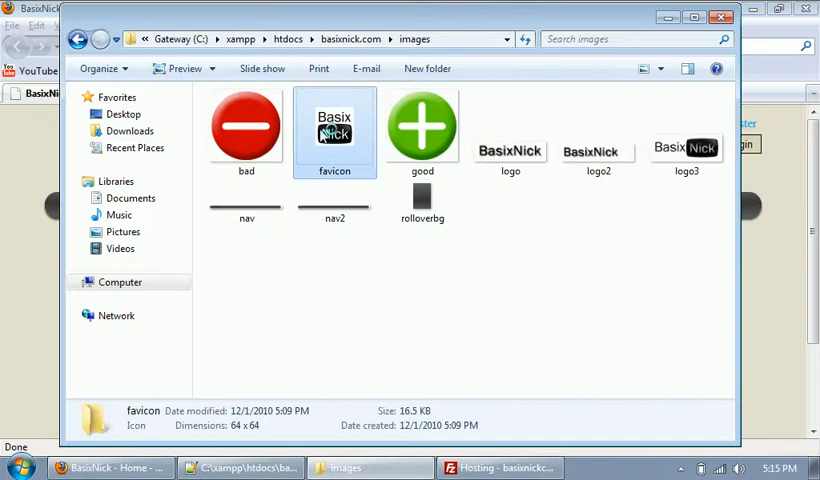 BasixNick
File Edit
YouTube
BasixNi
Done
ster
gin
« Gateway (C:) xampp htdocs basixnick.com images
Search images
Organize Preview Slide show Print E-mail New folder
Favorites
Desktop
Downloads
Recent Places
Libraries
Documents
Music
Pictures
Videos
Computer
Network
Basix
Nick
BasixNick
BasixNick
Basix Nick
bad favicon good logo logo2 logo3
nav nav2 rolloverbg
favicon Date modified: 12/1/2010 5:09 PM Size: 16.5 KB
Icon Dimensions: 64 x 64 Date created: 12/1/2010 5:09 PM
BasixNick - Home - ... C:\xampp\htdocs\ba... images Hosting - basixnickc... 5:15 PM